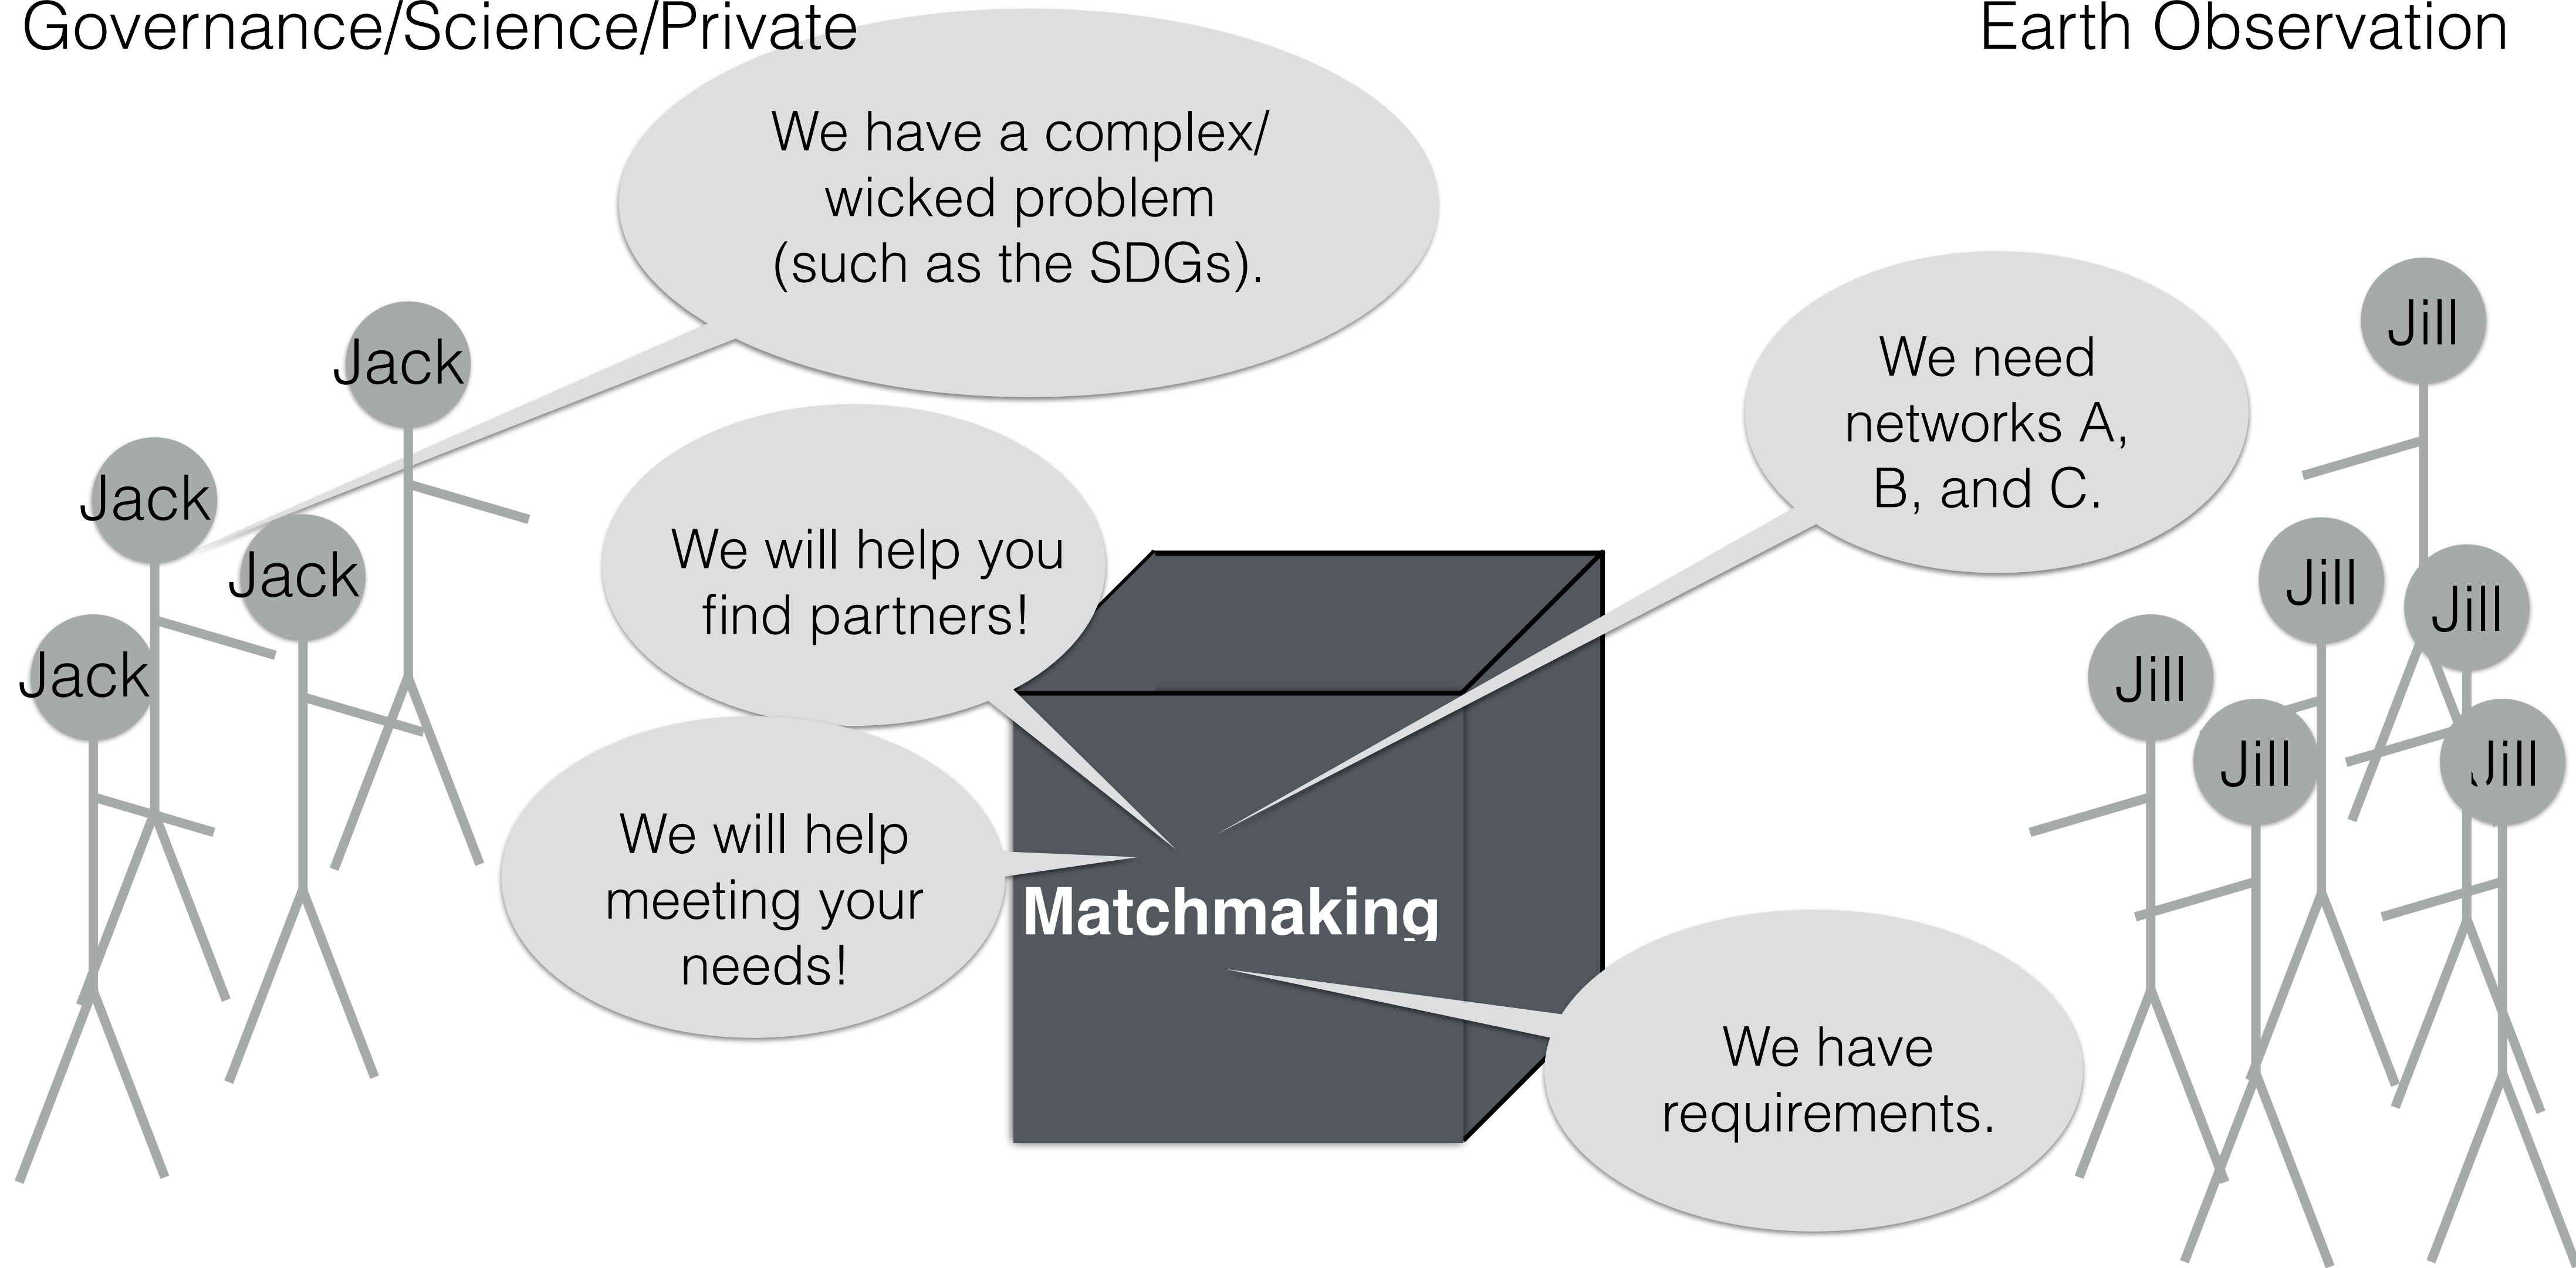 Governance/Science/Private
Earth Observation
We have a complex/
wicked problem
(such as the SDGs).
Jack
Jack
Jack
Jack
We will help you
find partners!
We will help
meeting your
needs!
Matchmaking
We need
networks A,
B, and C.
We have
requirements.
Jill
Jill
Jill
Jill
Jill
Jill